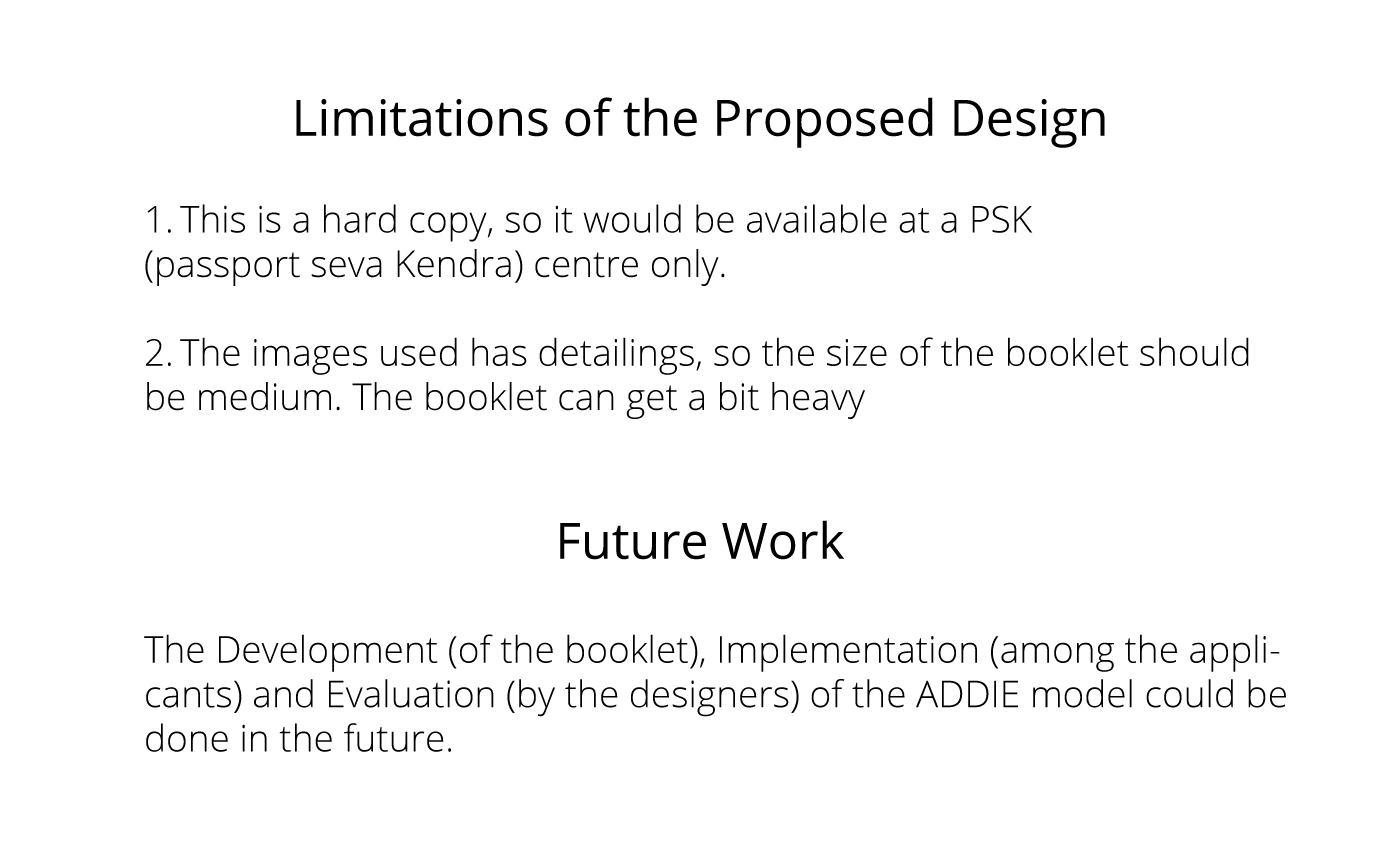 Limitations of the Proposed Design
1. This is a hard copy, so it would be available at a PSK
(passport seva Kendra) centre only.
2. The images used has detailings, so the size of the booklet should
be medium. The booklet can get a bit heavy
Future Work
The Development (of the booklet), Implementation (among the appli-
cants) and Evaluation (by the designers) of the ADDIE model could be
done in the future.